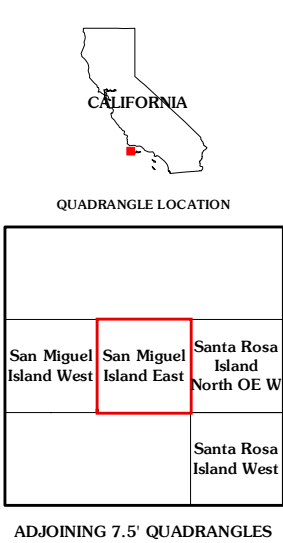 CALIFORNIA
QUADRANGLE LOCATION
San Miguel
Island West
San Miguel
Island East
Santa Rosa
Island
North OE W
Santa Rosa
Island West
ADJOINING 7.5' QUADRANGLES